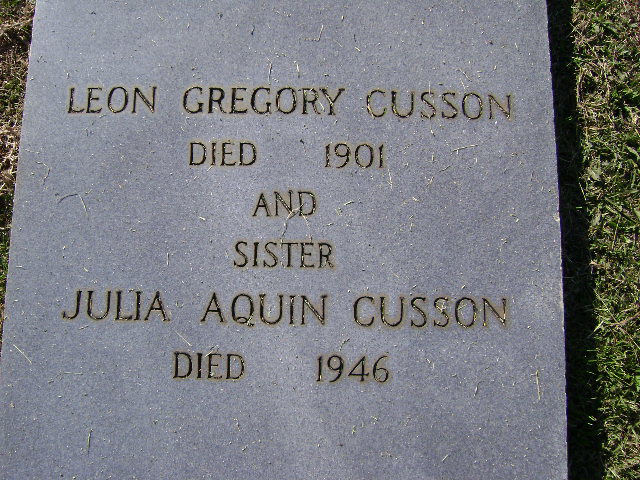 LEON GREGORY CUSSON
DIED 1901
AND
SISTER
JULIA AQUIN CUSSON
DIED 1946